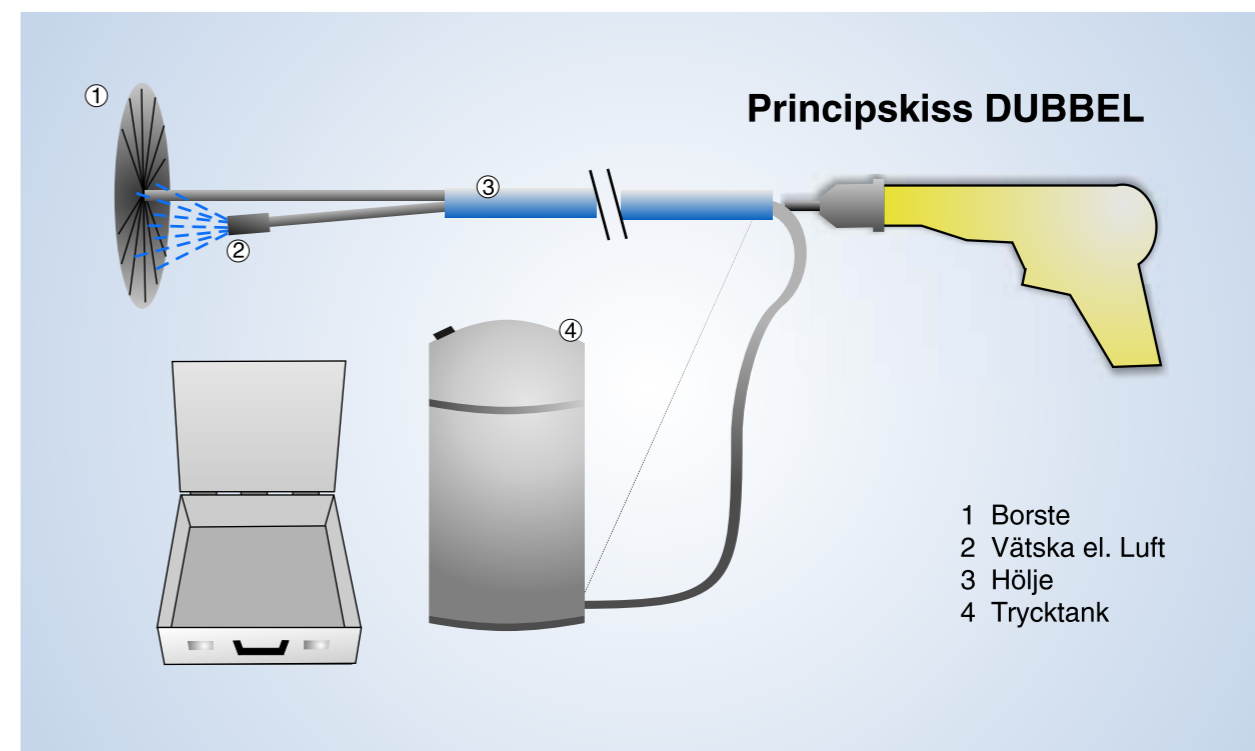 Principskiss DUBBEL
①
②
③
④
1 Borste
2 Vätska el. Luft
3 Hölje
4 Trycktank